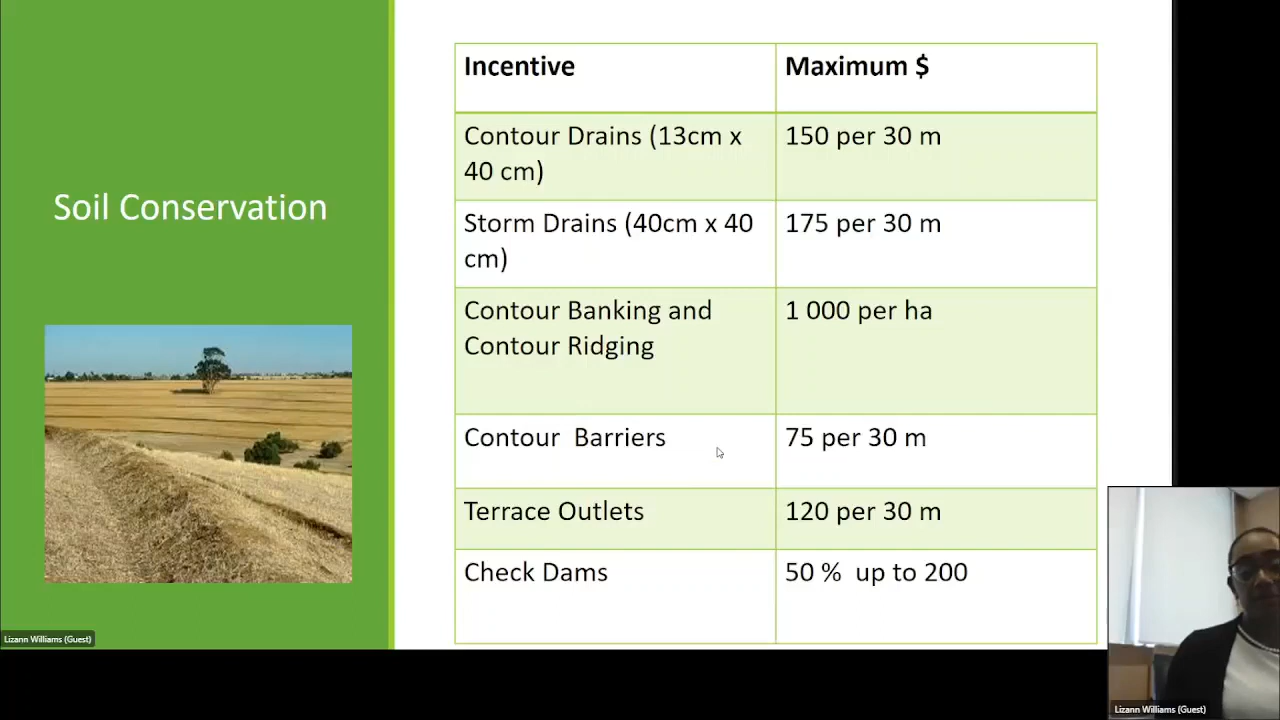 Soil Conservation
Incentive
Maximum $
Contour Drains (13cm x
40 cm)
150 per 30 m
Storm Drains (40cm x 40
cm)
175 per 30 m
Contour Banking and
Contour Ridging
1 000 per ha
Contour  Barriers
75 per 30 m
Terrace Outlets
120 per 30 m
Check Dams
50 %  up to 200
Lizann Williams (Guest)
Lizann Williams (Guest)